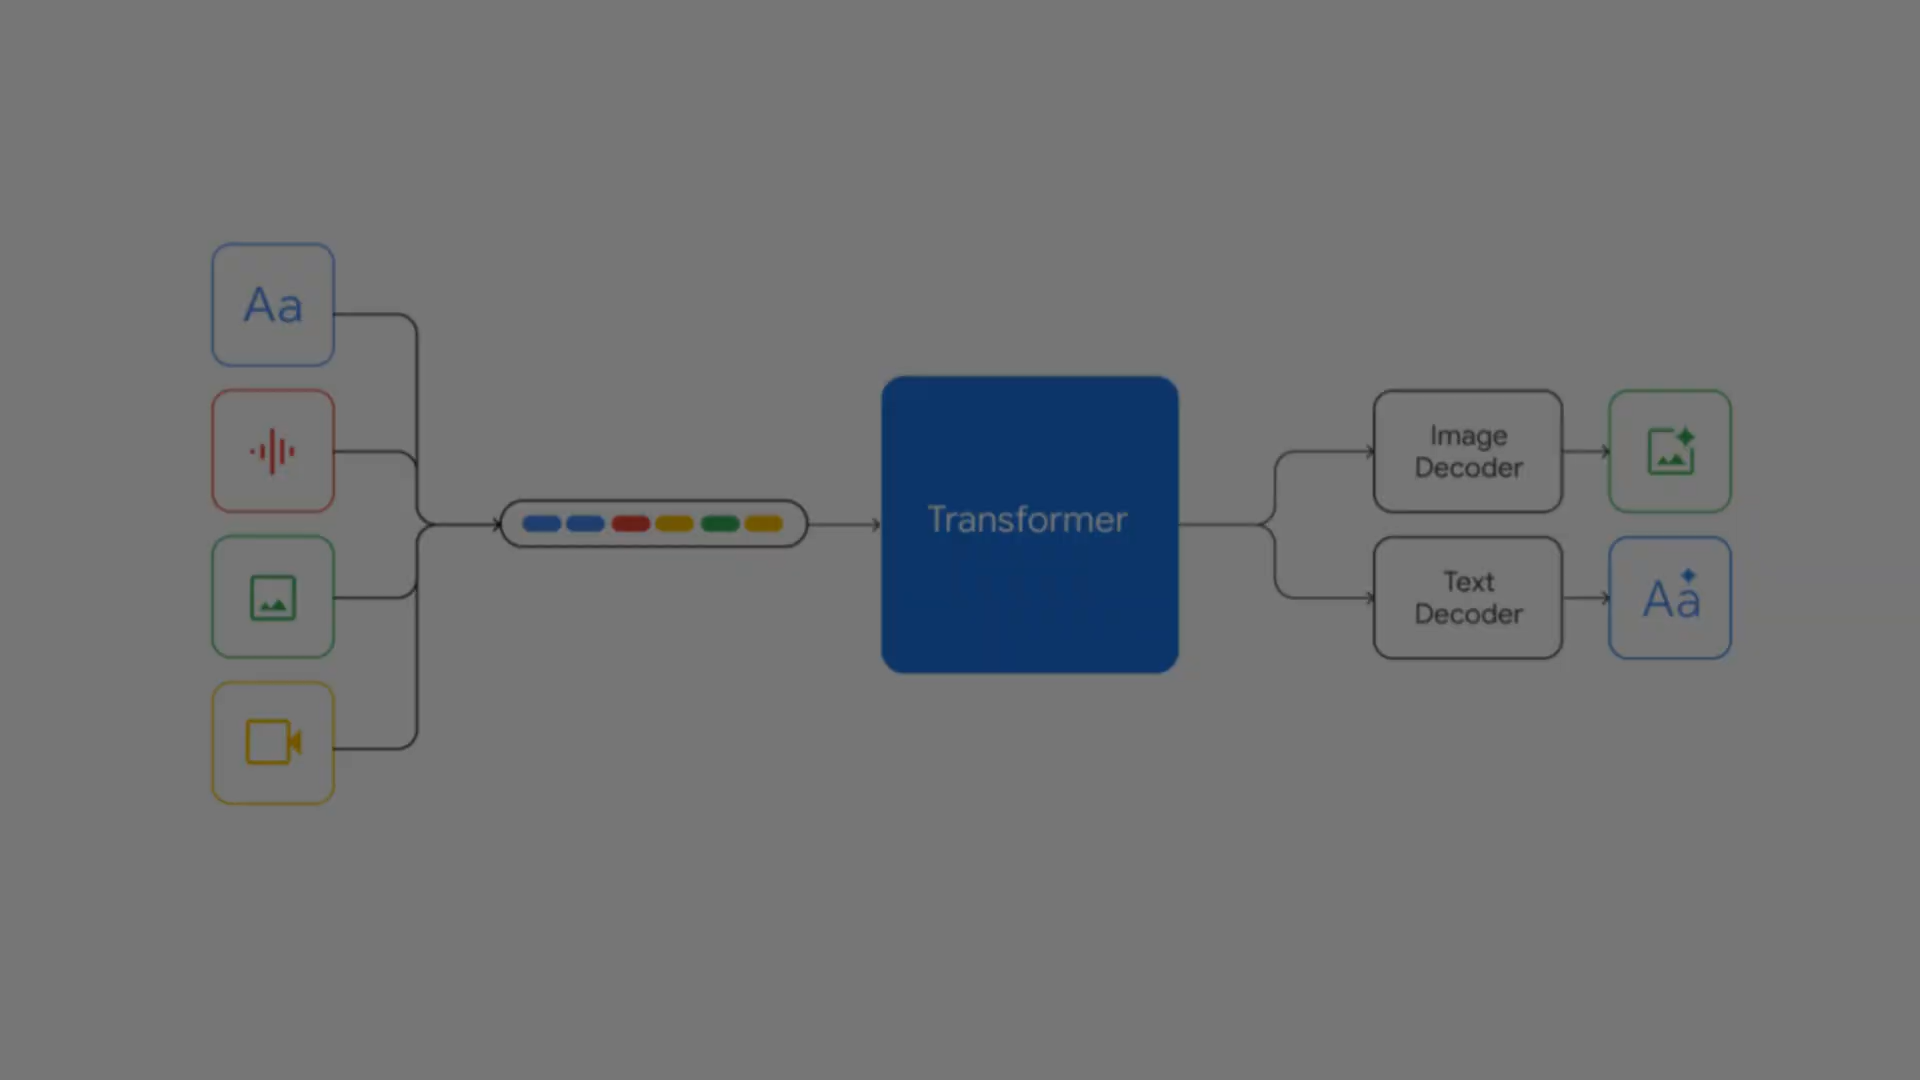 Aa
Transformer
Image
Decoder
Text
Decoder
Aa